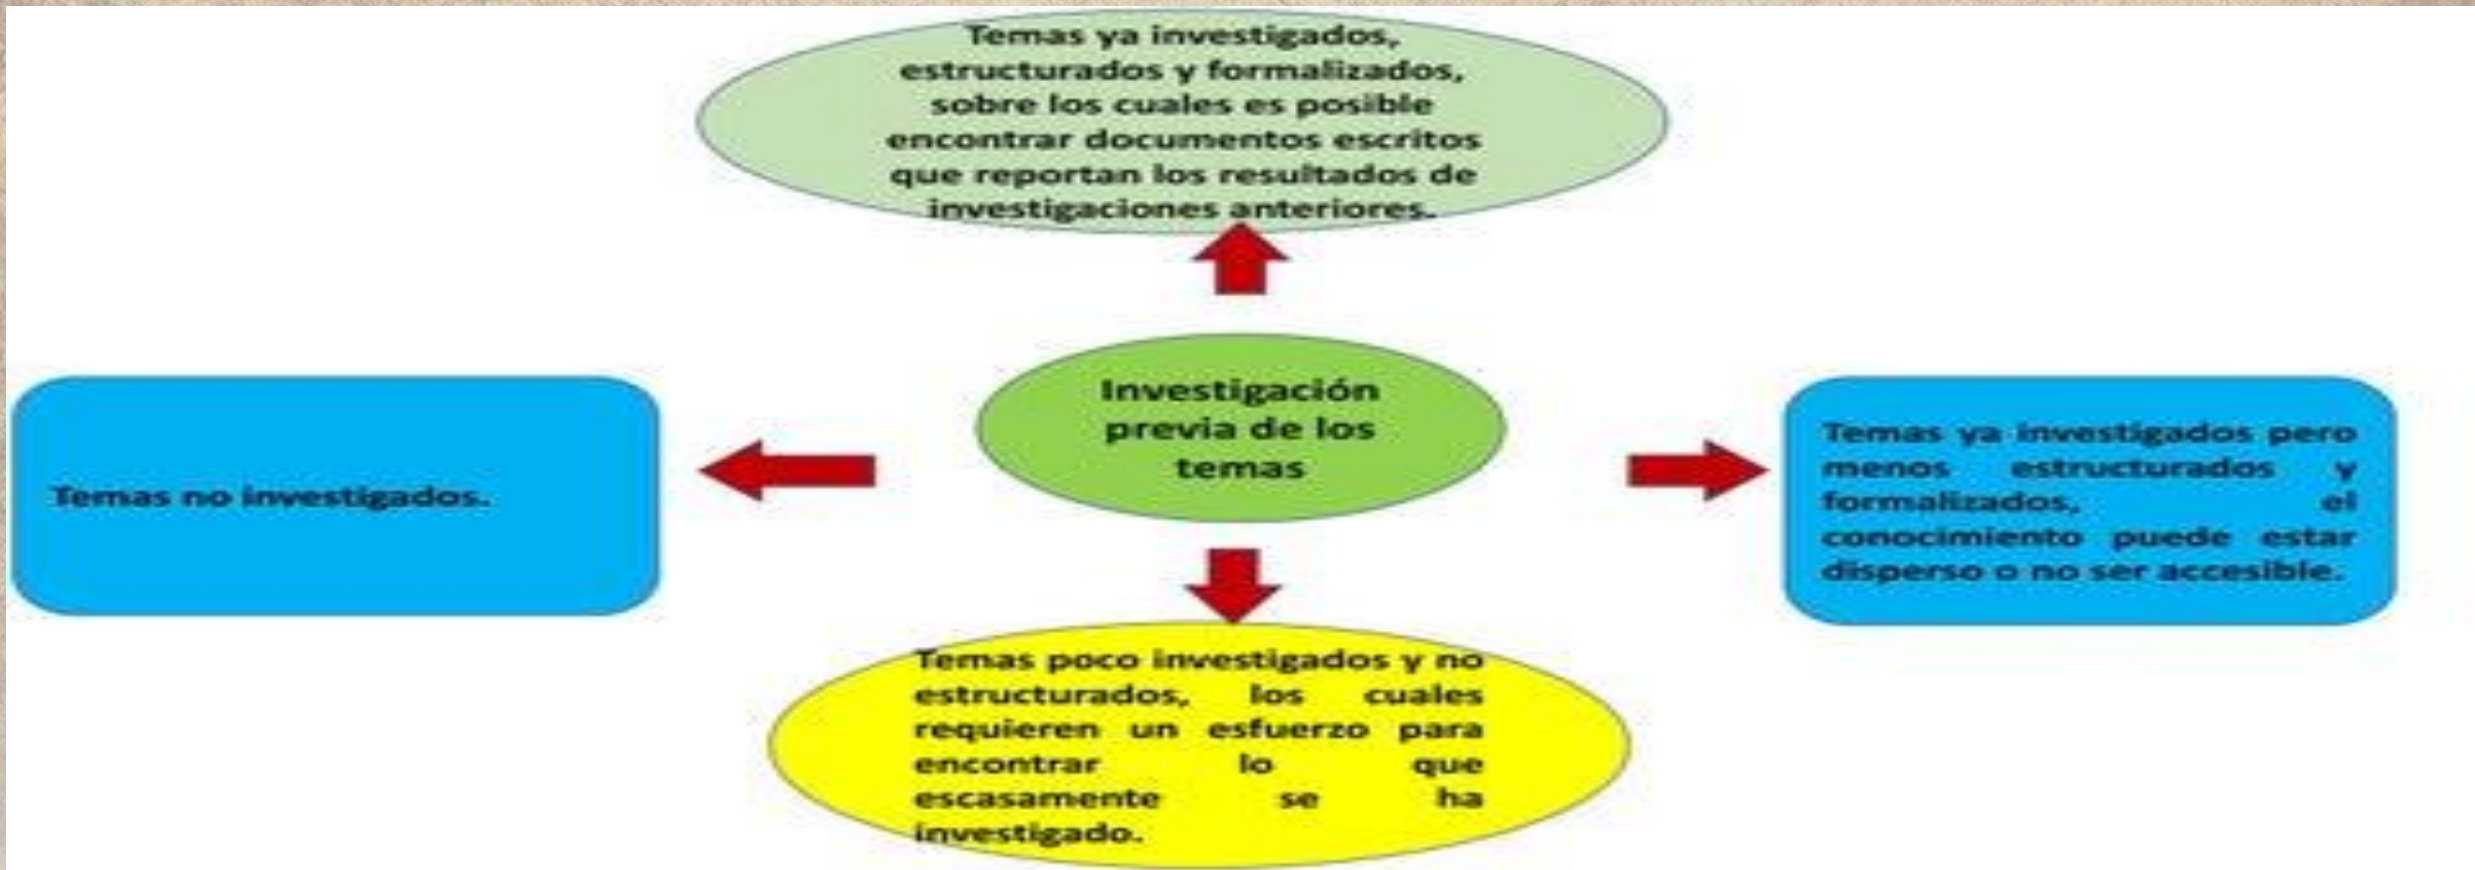 Temas ya investigados,
estructurados y formalizados,
sobre los cuales es posible
encontrar documentos escritos
que reportan los resultados de
investigaciones anteriores.
Investigación
previa de los
temas
Temas no investigados.
Temas ya investigados pero
menos estructurados y
formalizados, el
conocimiento puede estar
disperso o no ser accesible.
Temas poco investigados y no
estructurados, los cuales
requieren un esfuerzo para
encontrar lo que
escasamente se ha
investigado.